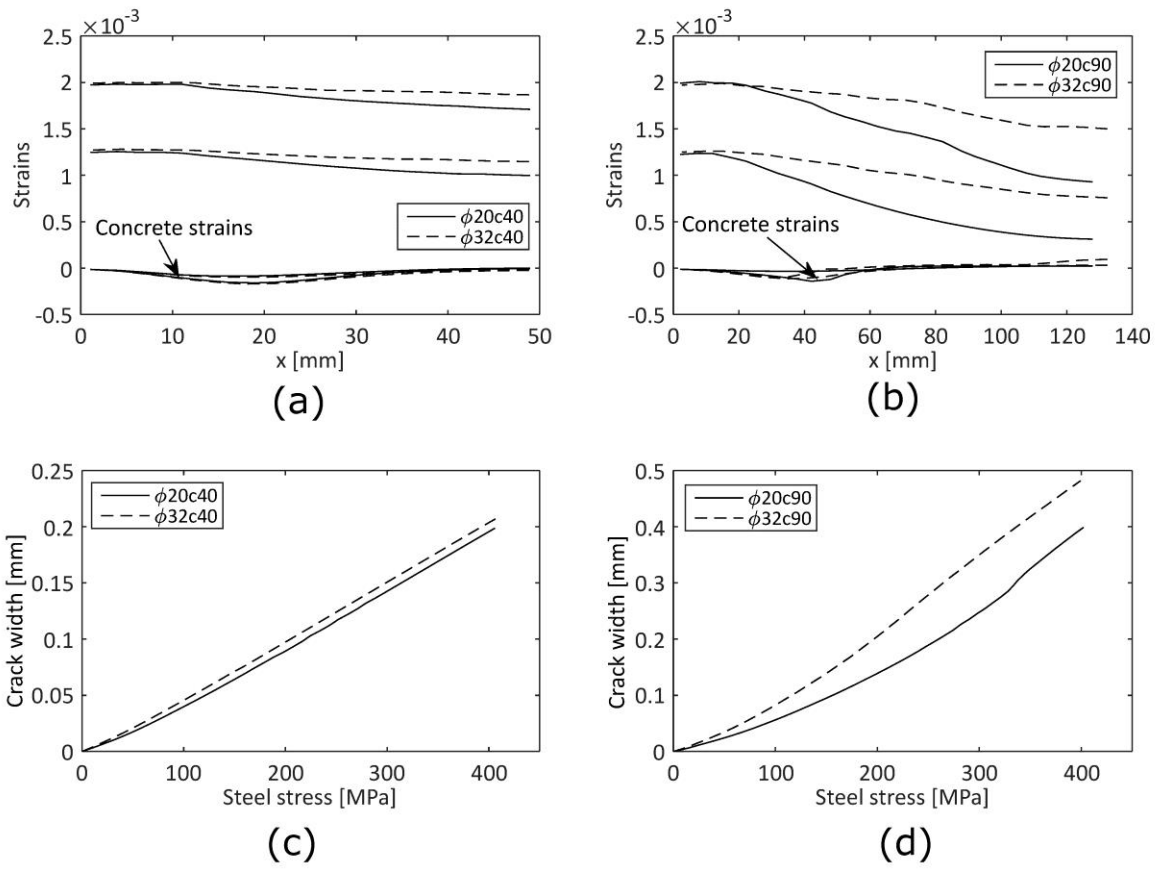 ×10⁻³
2.5
2
1.5
1
0.5
0
-0.5
Strains
Concrete strains
ϕ20c40
ϕ32c40
0 10 20 30 40 50
x [mm]
(a)
×10⁻³
2.5
2
1.5
1
0.5
0
-0.5
Strains
ϕ20c90
ϕ32c90
Concrete strains
0 20 40 60 80 100 120 140
x [mm]
(b)
0.25
0.2
0.15
0.1
0.05
0
Crack width [mm]
ϕ20c40
ϕ32c40
0 100 200 300 400
Steel stress [MPa]
(c)
0.5
0.4
0.3
0.2
0.1
0
Crack width [mm]
ϕ20c90
ϕ32c90
0 100 200 300 400
Steel stress [MPa]
(d)